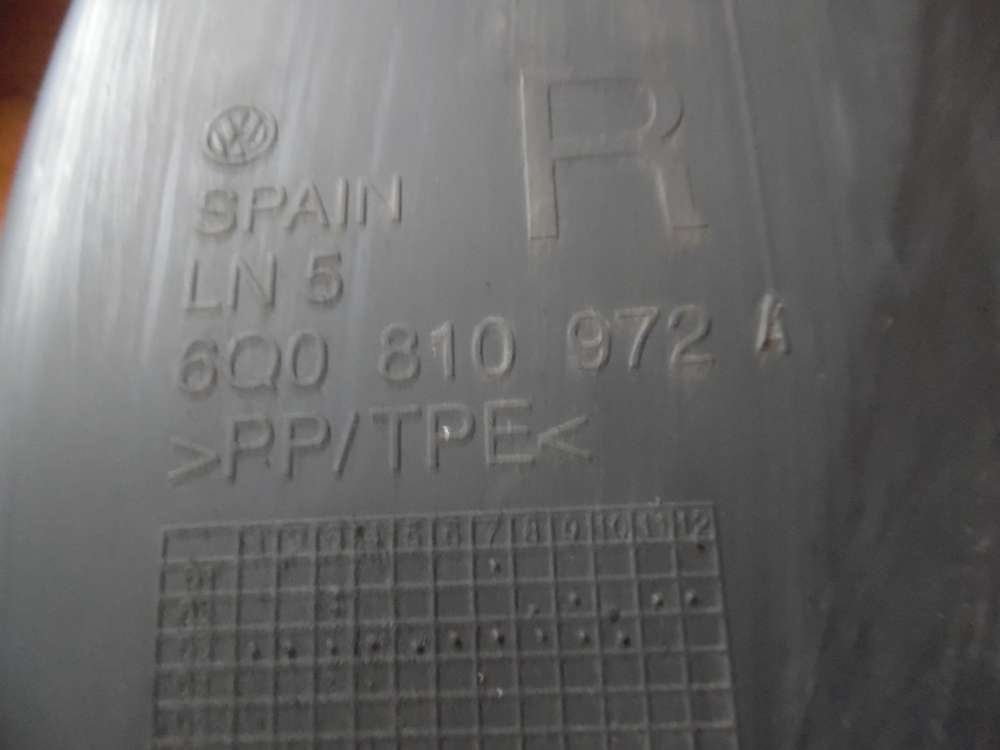 R
SPAIN
LN 5
6Q0 810 972 A
>PP/TPE<
1 2 3 4 5 6 7 8 9 10 11 12